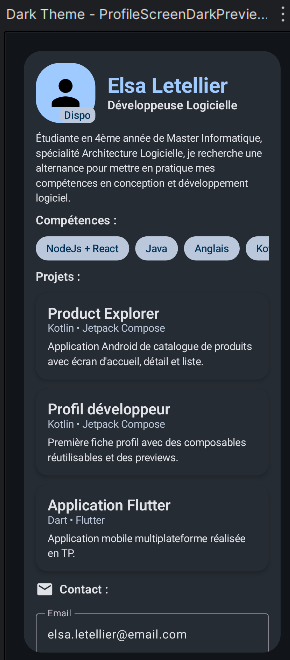 Dark Theme - ProfileScreenDarkPrevie...
Elsa Letellier
Développeuse Logicielle
Dispo
Étudiante en 4ème année de Master Informatique,
spécialité Architecture Logicielle, je recherche une
alternance pour mettre en pratique mes
compétences en conception et développement
logiciel.
Compétences :
NodeJs + React
Java
Anglais
Kot
Projets :
Product Explorer
Kotlin • Jetpack Compose
Application Android de catalogue de produits
avec écran d'accueil, détail et liste.
Profil développeur
Kotlin • Jetpack Compose
Première fiche profil avec des composables
réutilisables et des previews.
Application Flutter
Dart • Flutter
Application mobile multiplateforme réalisée
en TP.
Contact :
Email
elsa.letellier@email.com